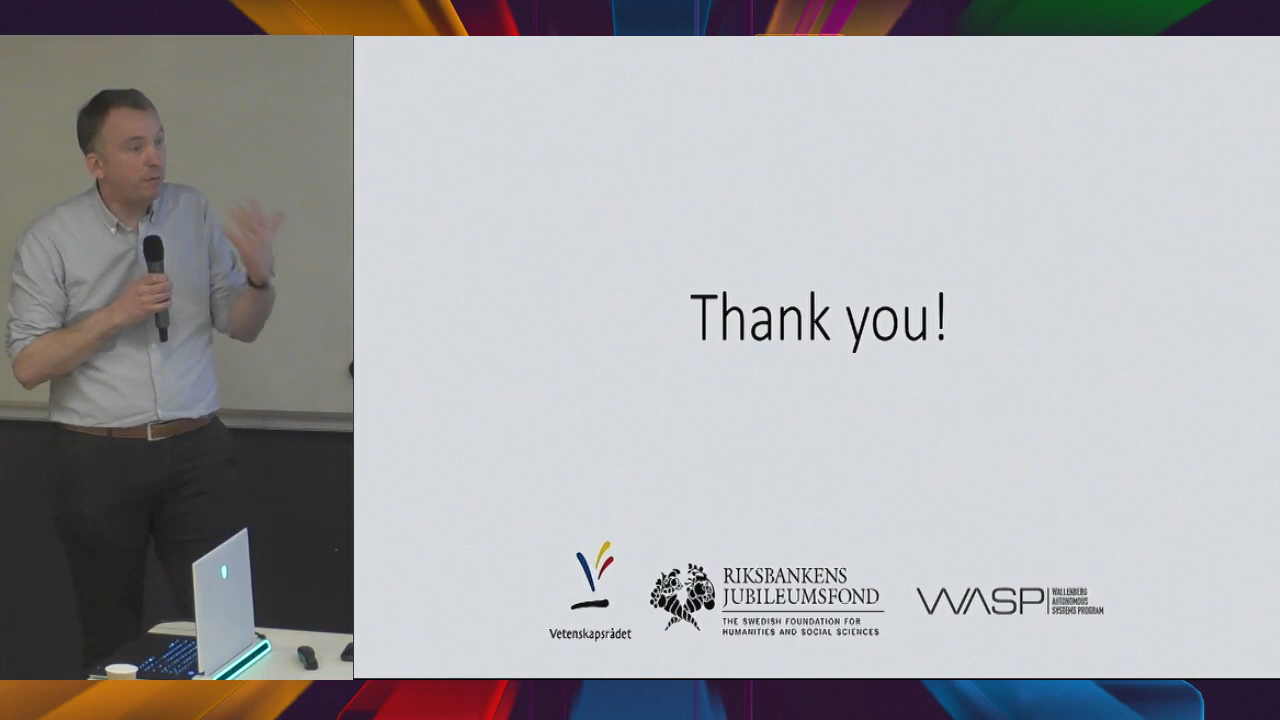 Thank you!
Vetenskapsrådet
RIKSBANKENS
JUBILEUMSFOND
THE SWEDISH FOUNDATION FOR
HUMANITIES AND SOCIAL SCIENCES
WASP
WALLENBERG
AUTONOMOUS
SYSTEMS PROGRAM